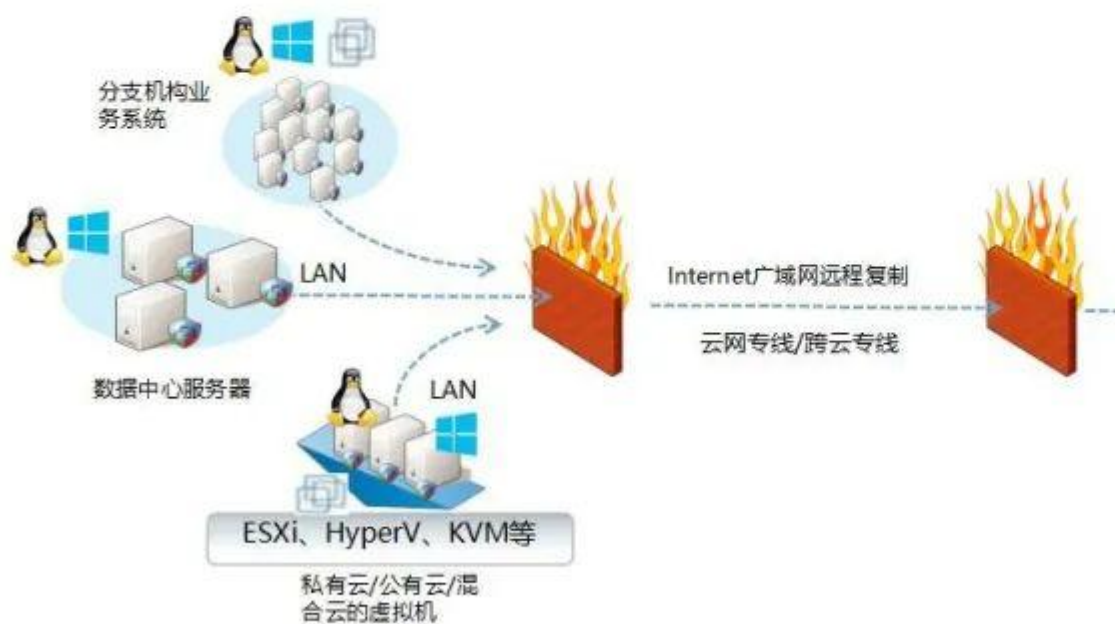 分支机构业
务系统
LAN
数据中心服务器
LAN
ESXi、HyperV、KVM等
私有云/公有云/混
合云的虚拟机
Internet广域网远程复制
云网专线/跨云专线